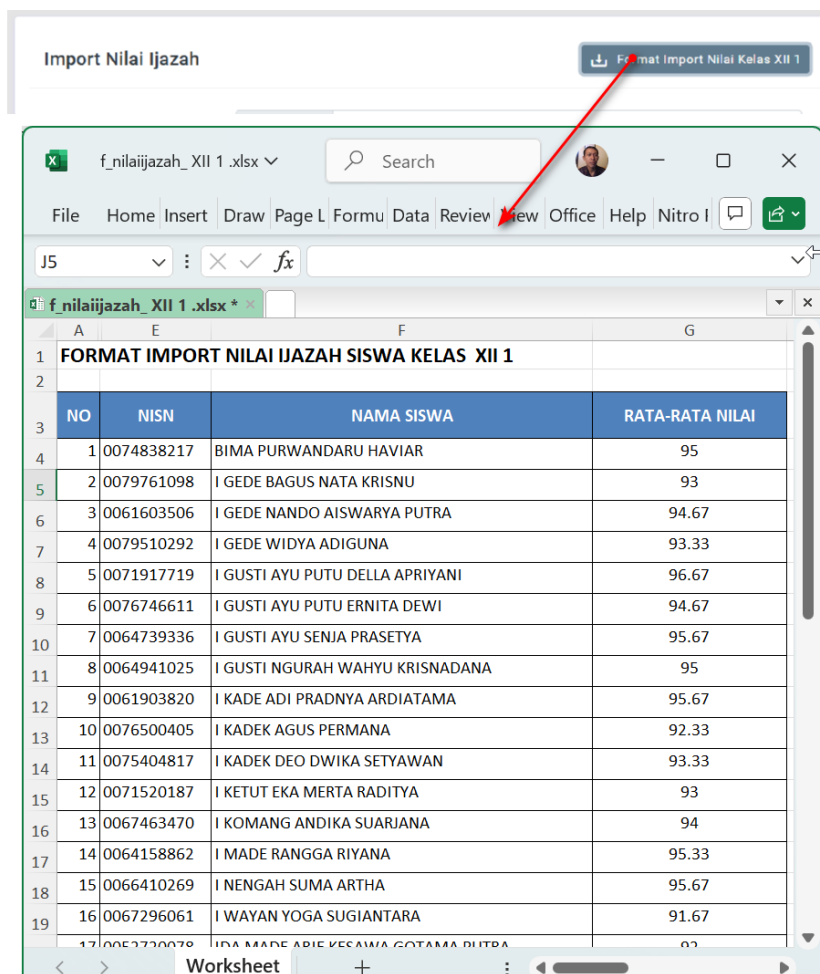 Import Nilai Ijazah
Format Import Nilai Kelas XII 1
f_nilaiijazah_ XII 1 .xlsx
Search
File Home Insert Draw Page L Formu Data Review View Office Help Nitro
J5
fx
f_nilaiijazah_ XII 1 .xlsx *
A E F G
1 FORMAT IMPORT NILAI IJAZAH SISWA KELAS XII 1
2
3 NO NISN NAMA SISWA RATA-RATA NILAI
4 1 0074838217 BIMA PURWANDARU HAVIAR 95
5 2 0079761098 I GEDE BAGUS NATA KRISNU 93
6 3 0061603506 I GEDE NANDO AISWARYA PUTRA 94.67
7 4 0079510292 I GEDE WIDYA ADIGUNA 93.33
8 5 0071917719 I GUSTI AYU PUTU DELLA APRIYANI 96.67
9 6 0076746611 I GUSTI AYU PUTU ERNITA DEWI 94.67
10 7 0064739336 I GUSTI AYU SENJA PRASETYA 95.67
11 8 0064941025 I GUSTI NGURAH WAHYU KRISNADANA 95
12 9 0061903820 I KADE ADI PRADNYA ARDIATAMA 95.67
13 10 0076500405 I KADEK AGUS PERMANA 92.33
14 11 0075404817 I KADEK DEO DWIKA SETYAWAN 93.33
15 12 0071520187 I KETUT EKA MERTA RADITYA 93
16 13 0067463470 I KOMANG ANDIKA SUARJANA 94
17 14 0064158862 I MADE RANGGA RIYANA 95.33
18 15 0066410269 I NENGAH SUMA ARTHA 95.67
19 16 0067296061 I WAYAN YOGA SUGIANTARA 91.67
17 IDA MADE ARIE KESAWA GOTAMA PUTRA
Worksheet